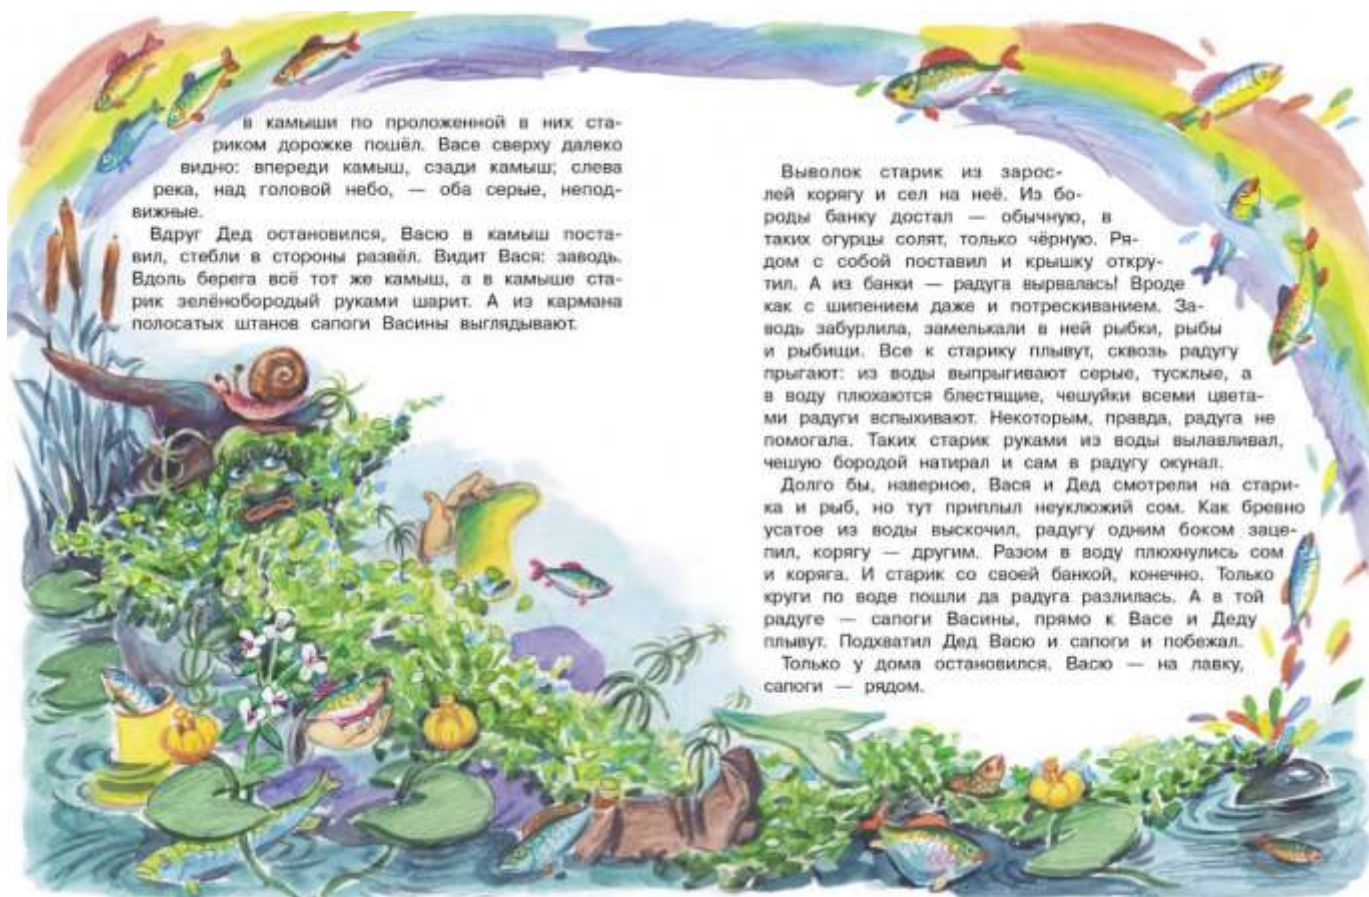 в камыши по проложенной в них ста-
риком дорожке пошёл. Васе сверху далеко
видно: впереди камыш, сзади камыш; слева
река, над головой небо, — оба серые, непод-
вижные.
Вдруг Дед остановился, Васю в камыш поста-
вил, стебли в стороны развёл. Видит Вася: заводь.
Вдоль берега всё тот же камыш, а в камыше ста-
рик зелёнобородый руками шарит. А из кармана
полосатых штанов сапоги Васины выглядывают.
Выволок старик из зарос-
лей корягу и сел на неё. Из бо-
роды банку достал — обычную, в
таких огурцы солят, только чёрную. Ря-
дом с собой поставил и крышку откру-
тил. А из банки — радуга вырвалась! Вроде
как с шипением даже и потрескиванием. За-
водь забурлила, замелькали в ней рыбки, рыбы
и рыбищи. Все к старику плывут, сквозь радугу
прыгают: из воды выпрыгивают серые, тусклые, а
в воду плюхаются блестящие, чешуйки всеми цвета-
ми радуги вспыхивают. Некоторым, правда, радуга не
помогала. Таких старик руками из воды вылавливал,
чешую бородой натирал и сам в радугу окунал.
Долго бы, наверное, Вася и Дед смотрели на стари-
ка и рыб, но тут приплыл неуклюжий сом. Как бревно
усатое из воды выскочил, радугу одним боком заце-
пил, корягу — другим. Разом в воду плюхнулись сом
и коряга. И старик со своей банкой, конечно. Только
круги по воде пошли да радуга разлилась. А в той
радуге — сапоги Васины, прямо к Васе и Деду
плывут. Подхватил Дед Васю и сапоги и побежал.
Только у дома остановился. Васю — на лавку,
сапоги — рядом.